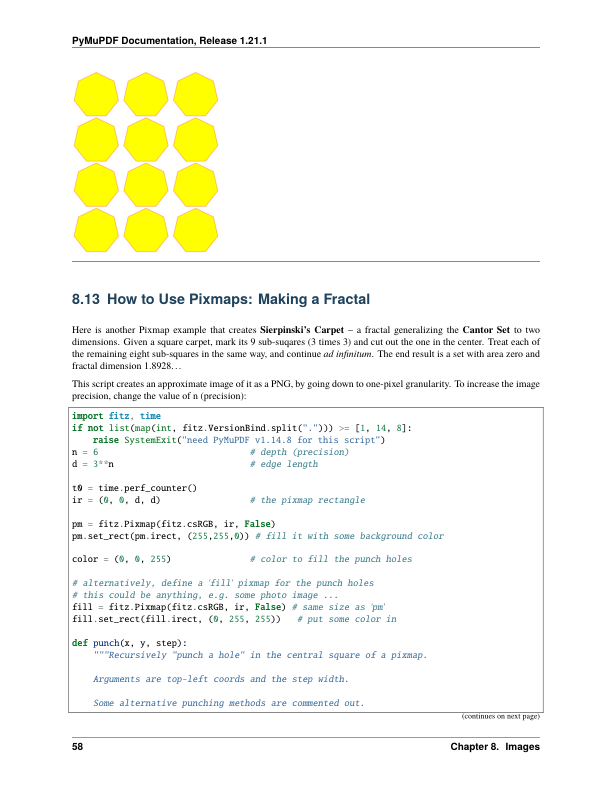 PyMuPDF Documentation, Release 1.21.1
8.13 How to Use Pixmaps: Making a Fractal
Here is another Pixmap example that creates Sierpinski's Carpet – a fractal generalizing the Cantor Set to two
dimensions. Given a square carpet, mark its 9 sub-suqares (3 times 3) and cut out the one in the center. Treat each of
the remaining eight sub-squares in the same way, and continue ad infinitum. The end result is a set with area zero and
fractal dimension 1.8928…
This script creates an approximate image of it as a PNG, by going down to one-pixel granularity. To increase the image
precision, change the value of n (precision):
import fitz, time
if not list(map(int, fitz.VersionBind.split("."))) >= [1, 14, 8]:
    raise SystemExit("need PyMuPDF v1.14.8 for this script")
n = 6                             # depth (precision)
d = 3**n                          # edge length
t0 = time.perf_counter()
ir = (0, 0, d, d)                 # the pixmap rectangle
pm = fitz.Pixmap(fitz.csRGB, ir, False)
pm.set_rect(pm.irect, (255,255,0)) # fill it with some background color
color = (0, 0, 255)               # color to fill the punch holes
# alternatively, define a 'fill' pixmap for the punch holes
# this could be anything, e.g. some photo image ...
fill = fitz.Pixmap(fitz.csRGB, ir, False) # same size as 'pm'
fill.set_rect(fill.irect, (0, 255, 255))   # put some color in
def punch(x, y, step):
    """Recursively "punch a hole" in the central square of a pixmap.
    Arguments are top-left coords and the step width.
    Some alternative punching methods are commented out.
(continues on next page)
58 Chapter 8. Images